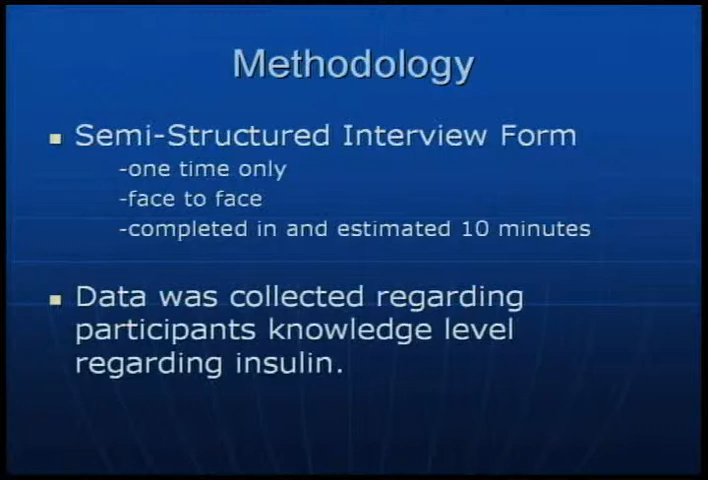 Methodology
Semi-Structured Interview Form
-one time only
-face to face
-completed in and estimated 10 minutes
Data was collected regarding
participants knowledge level
regarding insulin.